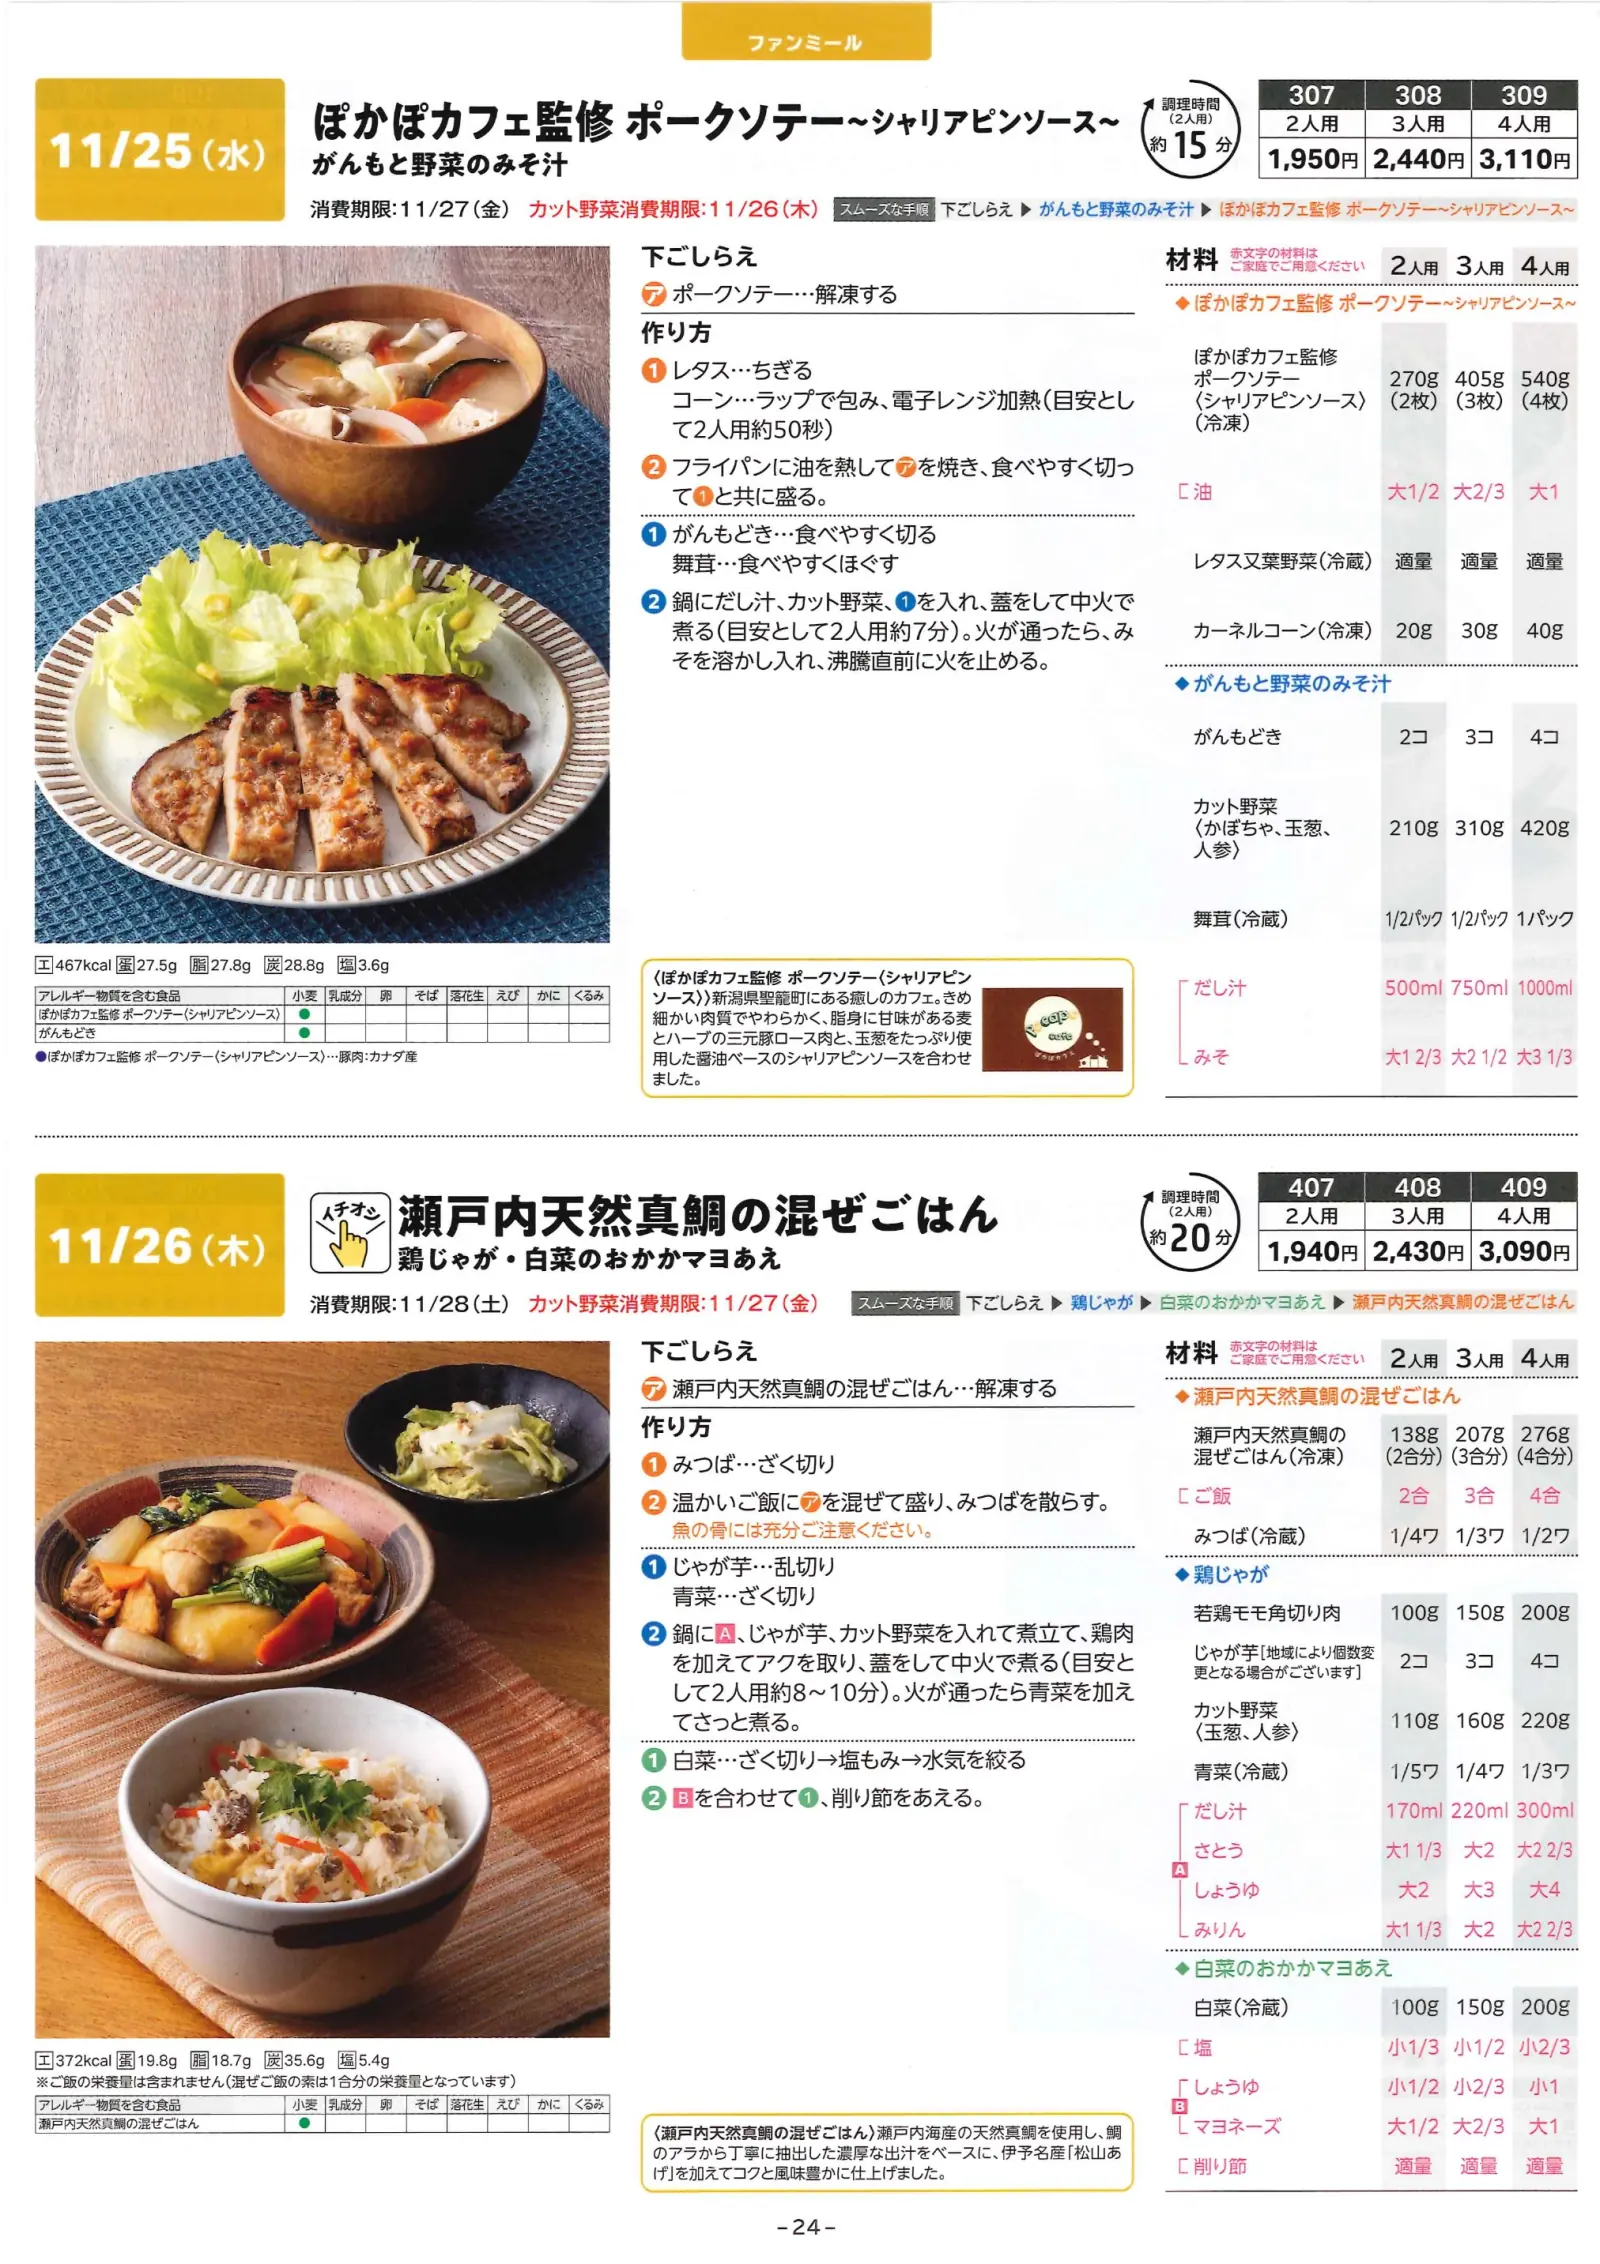 ファンミール
11/25(水)
ぽかぽカフェ監修 ポークソテー~シャリアピンソース~
がんもと野菜のみそ汁
調理時間
(2人用)
約15分
307 308 309
2人用 3人用 4人用
1,950円 2,440円 3,110円
消費期限:11/27(金) カット野菜消費期限:11/26(木)
スムーズな手順 下ごしらえ▶がんもと野菜のみそ汁▶ぽかぽカフェ監修 ポークソテー~シャリアピンソース~
下ごしらえ
㋐ポークソテー…解凍する
作り方
❶レタス…ちぎる
コーン…ラップで包み、電子レンジ加熱(目安とし
て2人用約50秒)
❷フライパンに油を熱して㋐を焼き、食べやすく切っ
て❶と共に盛る。
❶がんもどき…食べやすく切る
舞茸…食べやすくほぐす
❷鍋にだし汁、カット野菜、❶を入れ、蓋をして中火で
煮る(目安として2人用約7分)。火が通ったら、み
そを溶かし入れ、沸騰直前に火を止める。
材料 赤文字の材料は
ご家庭でご用意ください
2人用 3人用 4人用
◆ぽかぽカフェ監修 ポークソテー~シャリアピンソース~
ぽかぽカフェ監修
ポークソテー
〈シャリアピンソース〉
(冷凍)
270g 405g 540g
(2枚) (3枚) (4枚)
油 大1/2 大2/3 大1
レタス又葉野菜(冷蔵) 適量 適量 適量
カーネルコーン(冷凍) 20g 30g 40g
◆がんもと野菜のみそ汁
がんもどき 2コ 3コ 4コ
カット野菜
〈かぼちゃ、玉葱、
人参〉
210g 310g 420g
舞茸(冷蔵) 1/2パック 1/2パック 1パック
だし汁 500ml 750ml 1000ml
みそ 大1 2/3 大2 1/2 大3 1/3
エ467kcal 蛋27.5g 脂27.8g 炭28.8g 塩3.6g
アレルギー物質を含む食品 小麦 乳成分 卵 そば 落花生 えび かに くるみ
ぽかぽカフェ監修 ポークソテー〈シャリアピンソース〉 ●
がんもどき ●
●ぽかぽカフェ監修 ポークソテー〈シャリアピンソース〉…豚肉:カナダ産
〈ぽかぽカフェ監修 ポークソテー〈シャリアピン
ソース〉〉新潟県聖籠町にある癒しのカフェ。きめ
細かい肉質でやわらかく、脂身に甘味がある麦
とハーブの三元豚ロース肉と、玉葱をたっぷり使
用した醤油ベースのシャリアピンソースを合わせ
ました。
cafe
ぽかぽカフェ
11/26(木)
イチオシ
瀬戸内天然真鯛の混ぜごはん
鶏じゃが・白菜のおかかマヨあえ
調理時間
(2人用)
約20分
407 408 409
2人用 3人用 4人用
1,940円 2,430円 3,090円
消費期限:11/28(土) カット野菜消費期限:11/27(金)
スムーズな手順 下ごしらえ▶鶏じゃが▶白菜のおかかマヨあえ▶瀬戸内天然真鯛の混ぜごはん
下ごしらえ
㋐瀬戸内天然真鯛の混ぜごはん…解凍する
作り方
❶みつば…ざく切り
❷温かいご飯に㋐を混ぜて盛り、みつばを散らす。
魚の骨には充分ご注意ください。
❶じゃが芋…乱切り
青菜…ざく切り
❷鍋にA、じゃが芋、カット野菜を入れて煮立て、鶏肉
を加えてアクを取り、蓋をして中火で煮る(目安と
して2人用約8~10分)。火が通ったら青菜を加え
てさっと煮る。
❶白菜…ざく切り→塩もみ→水気を絞る
❷Bを合わせて❶、削り節をあえる。
材料 赤文字の材料は
ご家庭でご用意ください
2人用 3人用 4人用
◆瀬戸内天然真鯛の混ぜごはん
瀬戸内天然真鯛の 138g 207g 276g
混ぜごはん(冷凍) (2合分) (3合分) (4合分)
ご飯 2合 3合 4合
みつば(冷蔵) 1/4ワ 1/3ワ 1/2ワ
◆鶏じゃが
若鶏モモ角切り肉 100g 150g 200g
じゃが芋[地域により個数変
更となる場合がございます]
2コ 3コ 4コ
カット野菜
〈玉葱、人参〉
110g 160g 220g
青菜(冷蔵) 1/5ワ 1/4ワ 1/3ワ
だし汁 170ml 220ml 300ml
さとう 大1 1/3 大2 大2 2/3
A
しょうゆ 大2 大3 大4
みりん 大1 1/3 大2 大2 2/3
◆白菜のおかかマヨあえ
白菜(冷蔵) 100g 150g 200g
塩 小1/3 小1/2 小2/3
しょうゆ 小1/2 小2/3 小1
B
マヨネーズ 大1/2 大2/3 大1
削り節 適量 適量 適量
エ372kcal 蛋19.8g 脂18.7g 炭35.6g 塩5.4g
※ご飯の栄養量は含まれません(混ぜご飯の素は1合分の栄養量となっています)
アレルギー物質を含む食品 小麦 乳成分 卵 そば 落花生 えび かに くるみ
瀬戸内天然真鯛の混ぜごはん ●
〈瀬戸内天然真鯛の混ぜごはん〉瀬戸内海産の天然真鯛を使用し、鯛
のアラから丁寧に抽出した濃厚な出汁をベースに、伊予名産「松山あ
げ」を加えてコクと風味豊かに仕上げました。
-24-